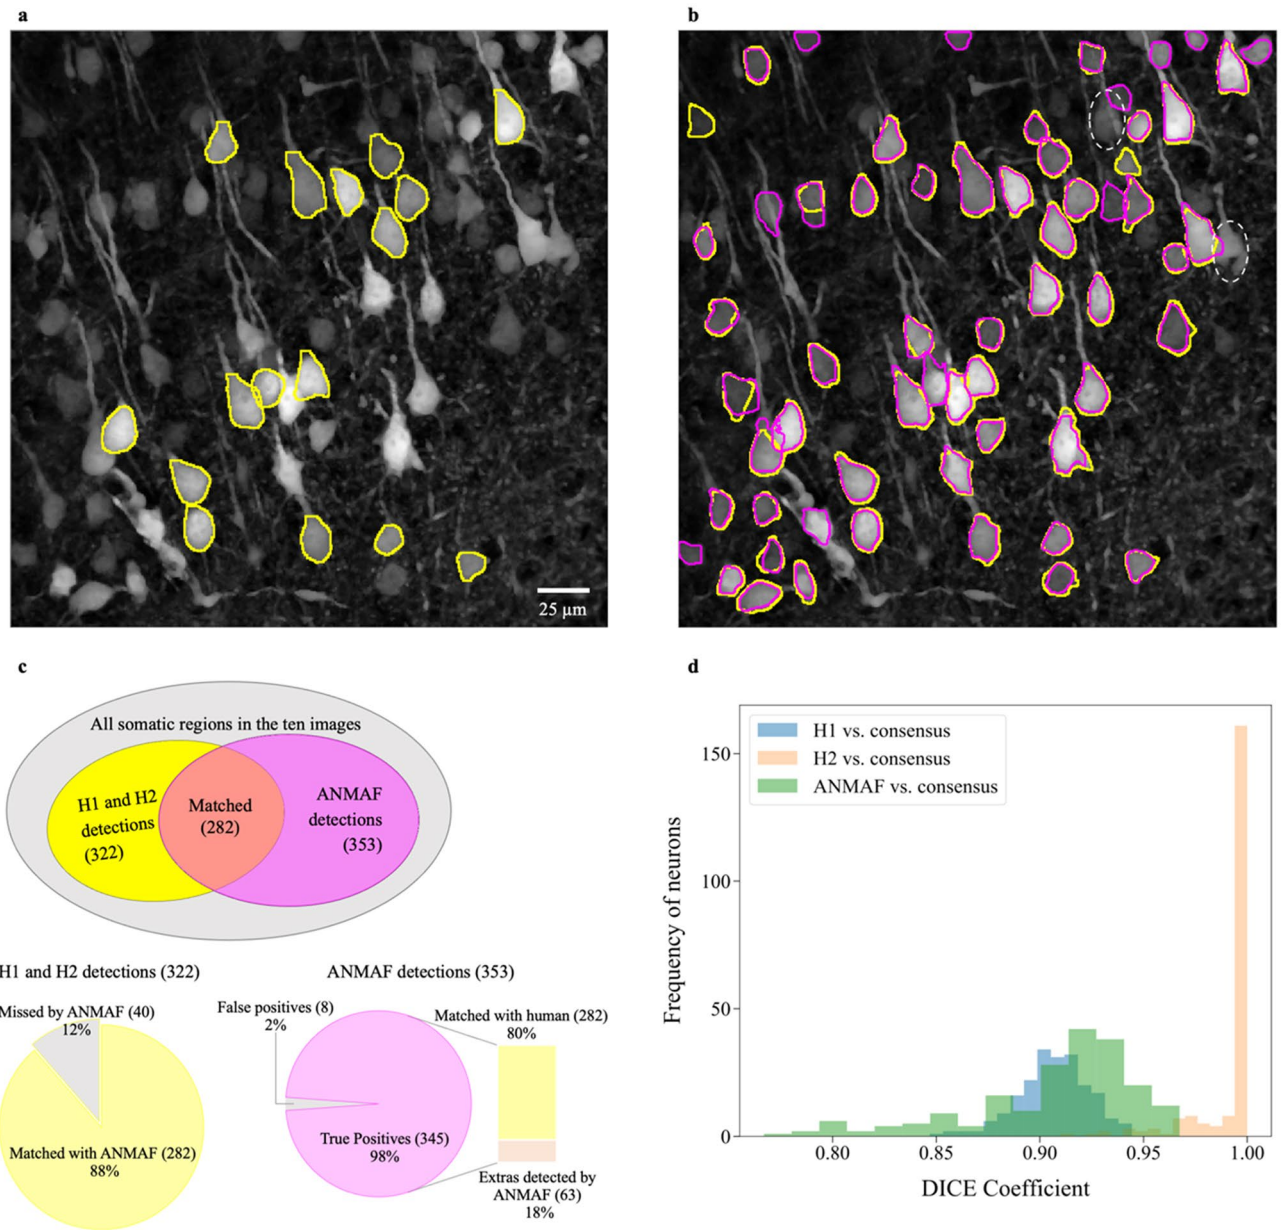 a
b
25 µm
c
d
All somatic regions in the ten images
H1 and H2
detections
(322)
Matched
(282)
ANMAF
detections
(353)
H1 and H2 detections (322)
Missed by ANMAF (40)
12%
Matched with ANMAF (282)
88%
ANMAF detections (353)
False positives (8)
2%
Matched with human (282)
80%
True Positives (345)
98%
Extras detected by
ANMAF (63)
18%
H1 vs. consensus
H2 vs. consensus
ANMAF vs. consensus
Frequency of neurons
150
100
50
0
0.80
0.85
0.90
0.95
1.00
DICE Coefficient